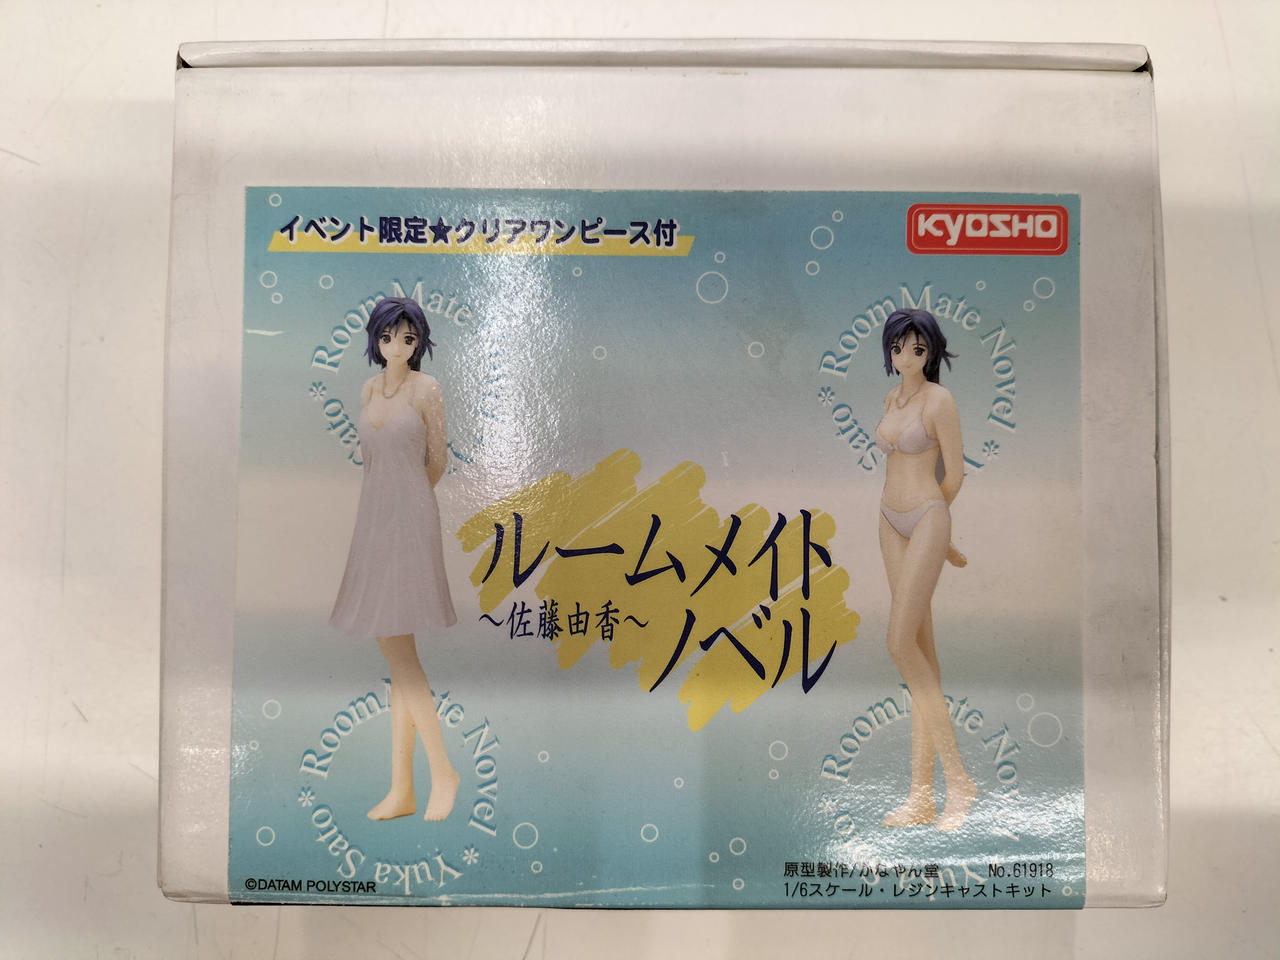 イベント限定★クリアワンピース付
KYOSHO
RoomMate Novel * Yuka Sato *
RoomMate Novel * Yuka Sato *
ルームメイト
ノベル
〜佐藤由香〜
RoomMate Novel * Yuka Sato *
RoomMate Novel * Yuka Sato *
©DATAM POLYSTAR
原型製作/かなやん堂 No.61918
1/6スケール・レジンキャストキット